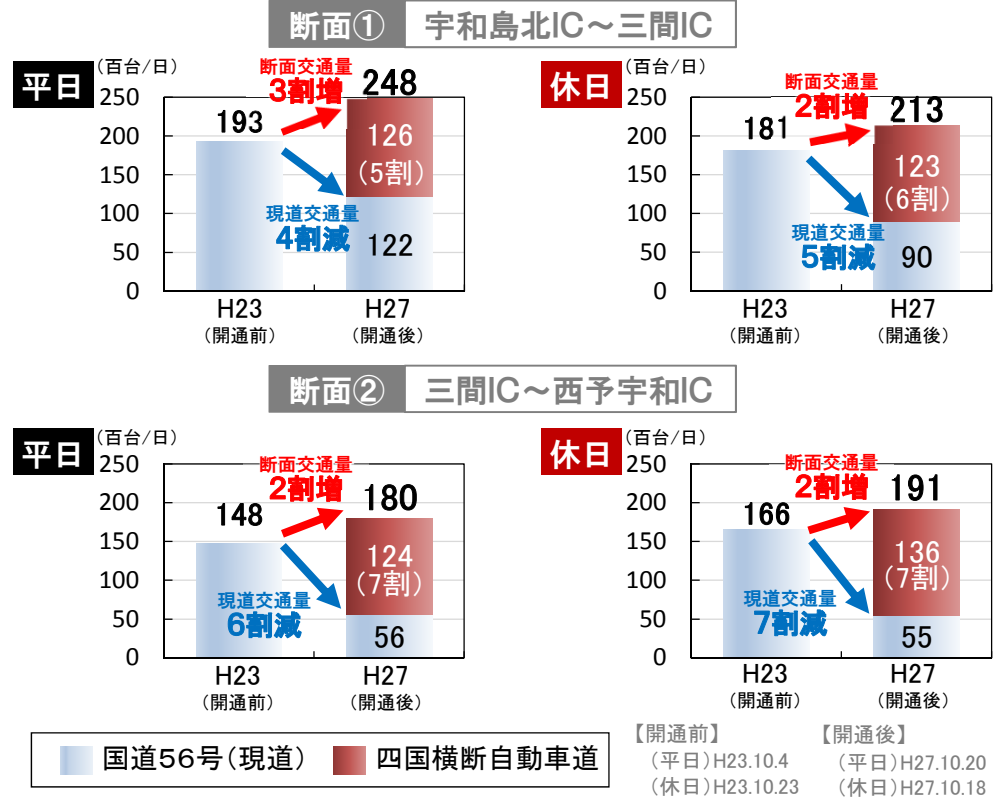 断面① 宇和島北IC～三間IC
平日 (百台/日)
断面交通量
3割増
250
200
150
100
50
0
193
248
126
(5割)
現道交通量
4割減
122
H23
(開通前)
H27
(開通後)
休日 (百台/日)
断面交通量
2割増
250
200
150
100
50
0
181
213
123
(6割)
現道交通量
5割減
90
H23
(開通前)
H27
(開通後)
断面② 三間IC～西予宇和IC
平日 (百台/日)
断面交通量
2割増
250
200
150
100
50
0
148
180
124
(7割)
現道交通量
6割減
56
H23
(開通前)
H27
(開通後)
休日 (百台/日)
断面交通量
2割増
250
200
150
100
50
0
166
191
136
(7割)
現道交通量
7割減
55
H23
(開通前)
H27
(開通後)
国道56号(現道) 四国横断自動車道
【開通前】
(平日)H23.10.4
(休日)H23.10.23
【開通後】
(平日)H27.10.20
(休日)H27.10.18